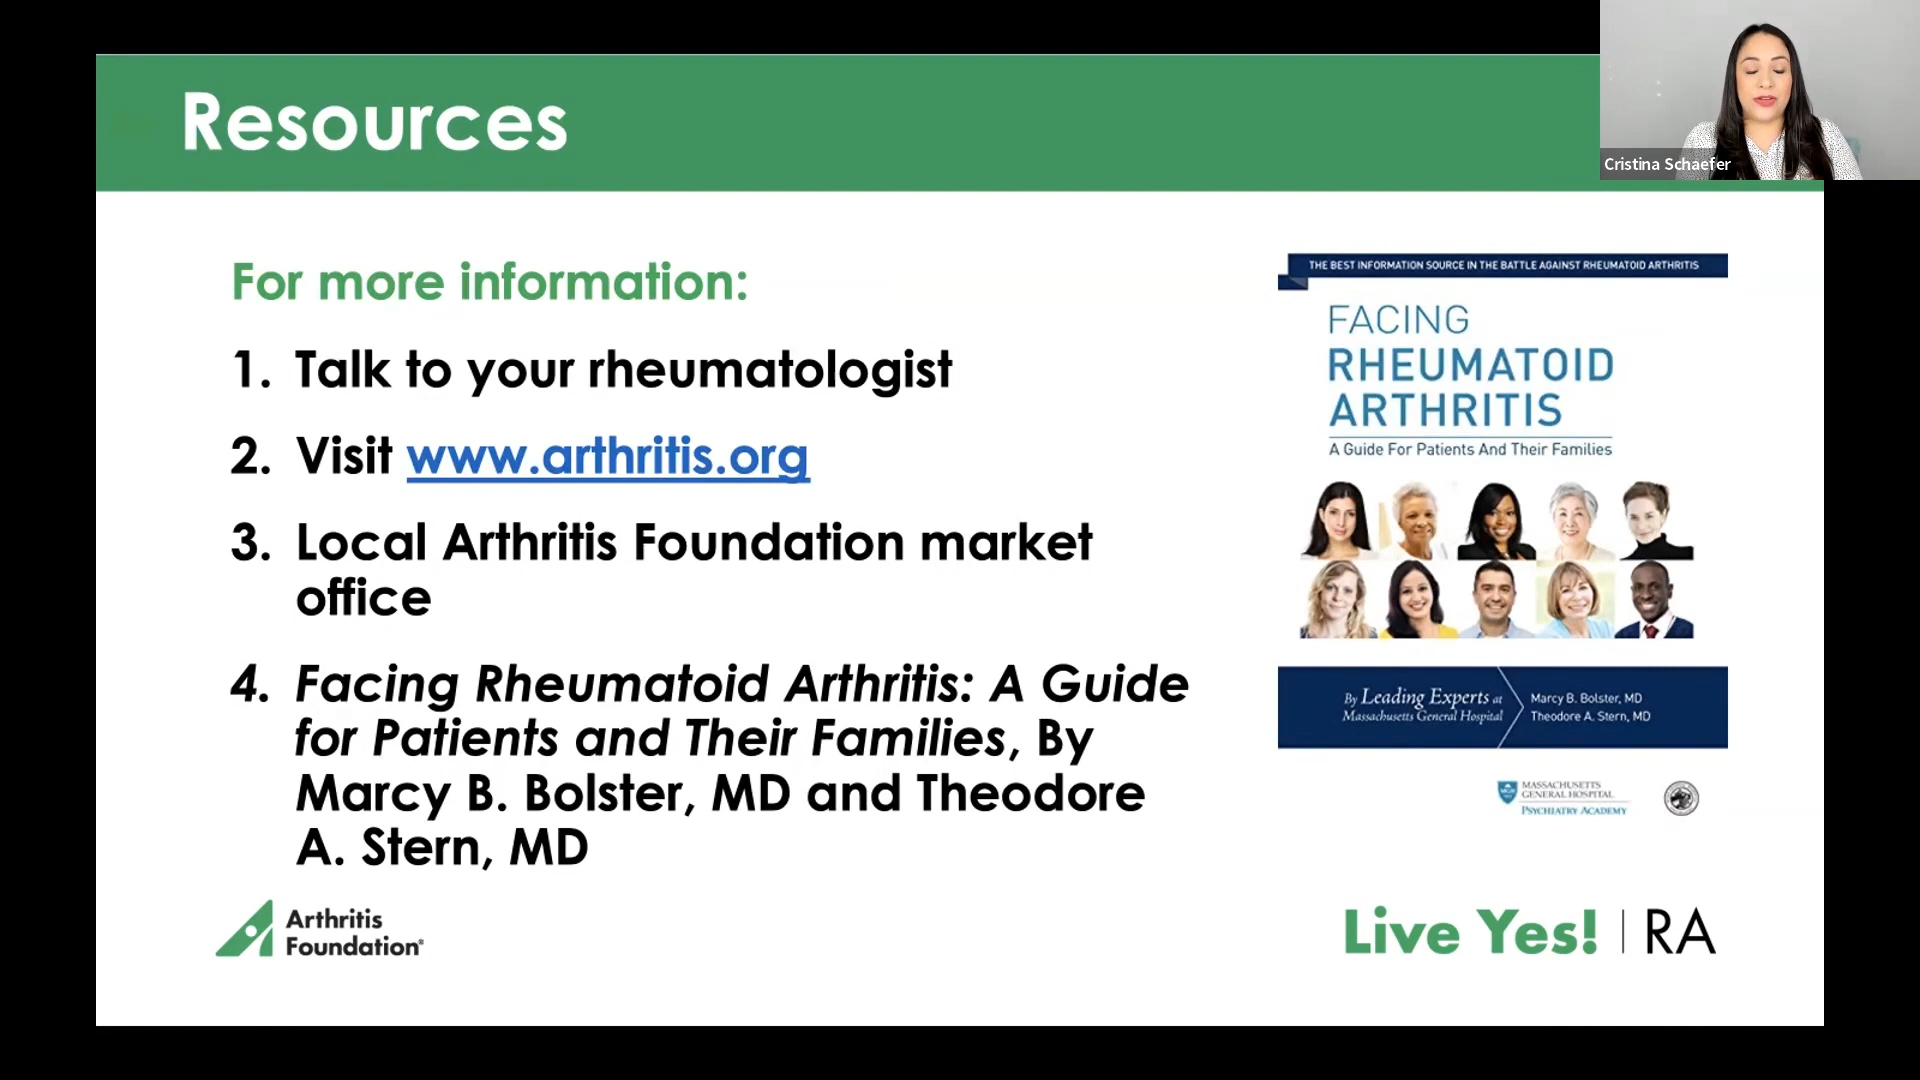 Resources
Cristina Schaefer
For more information:
1. Talk to your rheumatologist
2. Visit www.arthritis.org
3. Local Arthritis Foundation market
office
4. Facing Rheumatoid Arthritis: A Guide
for Patients and Their Families, By
Marcy B. Bolster, MD and Theodore
A. Stern, MD
THE BEST INFORMATION SOURCE IN THE BATTLE AGAINST RHEUMATOID ARTHRITIS
FACING
RHEUMATOID
ARTHRITIS
A Guide For Patients And Their Families
By Leading Experts at
Massachusetts General Hospital
Marcy B. Bolster, MD
Theodore A. Stern, MD
MASSACHUSETTS
GENERAL HOSPITAL
PSYCHIATRY ACADEMY
Arthritis
Foundation®
Live Yes! | RA